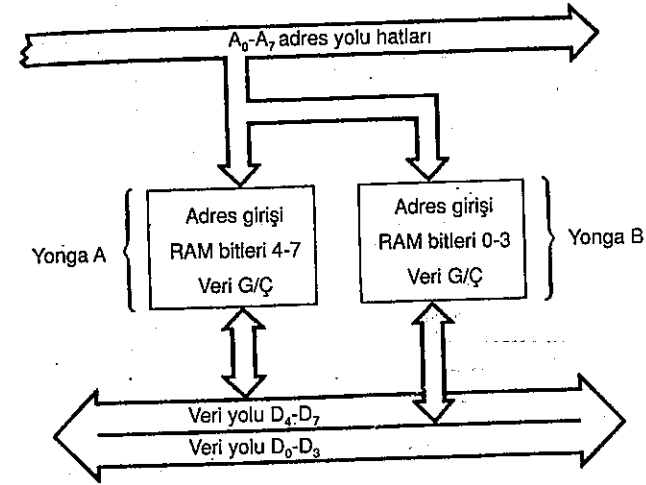 A₀-A₇ adres yolu hatları
Yonga A
Adres girişi
RAM bitleri 4-7
Veri G/Ç
Adres girişi
RAM bitleri 0-3
Veri G/Ç
Yonga B
Veri yolu D₄-D₇
Veri yolu D₀-D₃